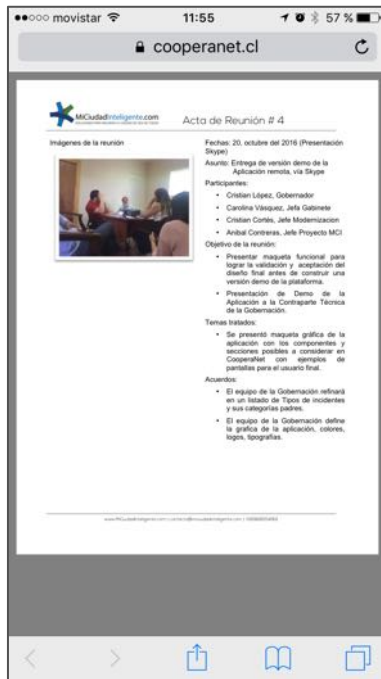 movistar 11:55 57 %
cooperanet.cl
MiCiudadInteligente.com
Acta de Reunión # 4
Imágenes de la reunión
Fechas: 20, octubre del 2016 (Presentación
Skype)
Asunto: Entrega de versión demo de la
Aplicación remota, vía Skype
Participantes:
• Cristian López, Gobernador
• Carolina Vásquez, Jefa Gabinete
• Cristian Cortés, Jefe Modernizacion
• Anibal Contreras, Jefe Proyecto MCI
Objetivo de la reunión:
• Presentar maqueta funcional para
lograr la validación y aceptación del
diseño final antes de construir una
versión demo de la plataforma.
• Presentación de Demo de la
Aplicación a la Contraparte Técnica
de la Gobernación.
Temas tratados:
• Se presentó maqueta gráfica de la
aplicación con los componentes y
secciones posibles a considerar en
CooperaNet con ejemplos de
pantallas para el usuario final.
Acuerdos:
• El equipo de la Gobernación refinará
en un listado de Tipos de incidentes
y sus categorías padres.
• El equipo de la Gobernación define
la grafica de la aplicación, colores,
logos, tipografías.